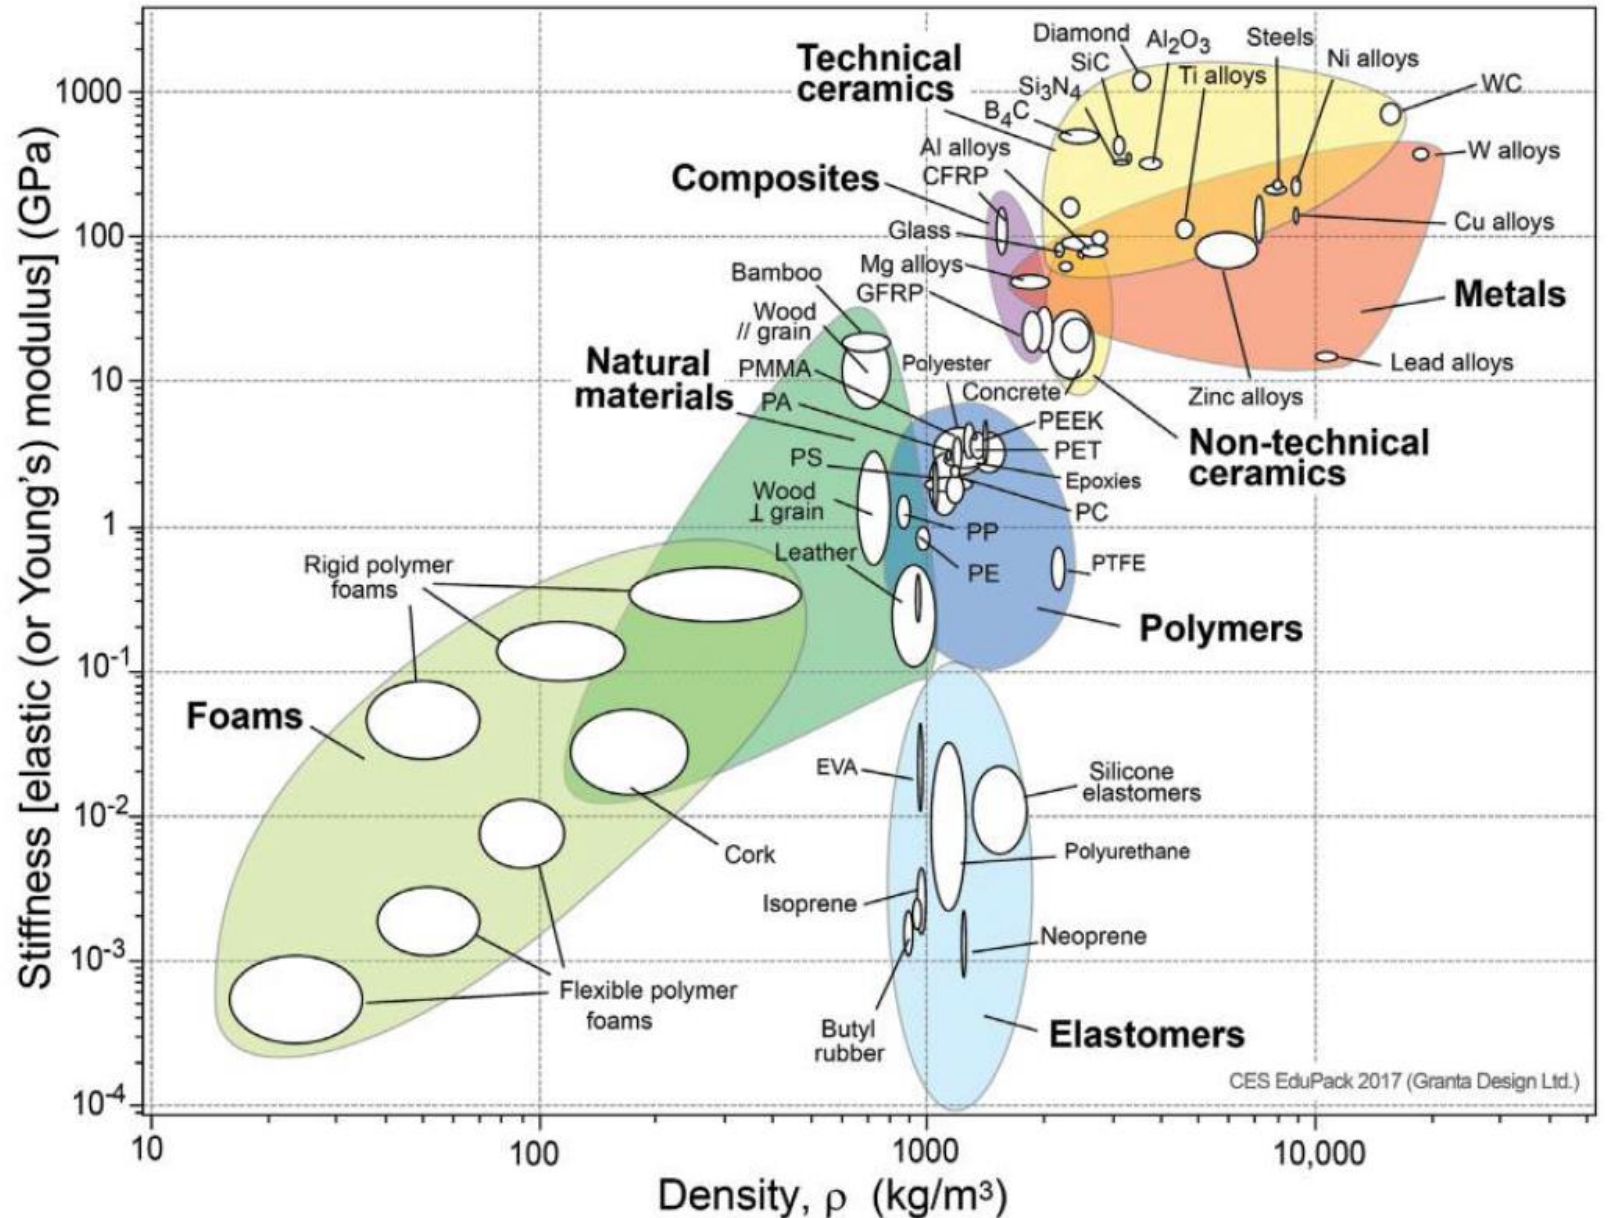 Stiffness [elastic (or Young's) modulus] (GPa)
1000
100
10
1
10-1
10-2
10-3
10-4
10
100
1000
10,000
Density, ρ (kg/m³)
Technical
ceramics
Diamond
Al₂O₃
Steels
SiC
Ti alloys
Ni alloys
Si₃N₄
WC
B₄C
Al alloys
W alloys
Composites
CFRP
Glass
Cu alloys
Mg alloys
Bamboo
GFRP
Metals
Wood
// grain
Natural
materials
PMMA
Polyester
Lead alloys
Concrete
Zinc alloys
PA
PEEK
Non-technical
ceramics
PET
PS
Epoxies
Wood
⊥ grain
PC
PP
Leather
PE
PTFE
Rigid polymer
foams
Polymers
Foams
EVA
Silicone
elastomers
Cork
Polyurethane
Isoprene
Neoprene
Flexible polymer
foams
Butyl
rubber
Elastomers
CES EduPack 2017 (Granta Design Ltd.)